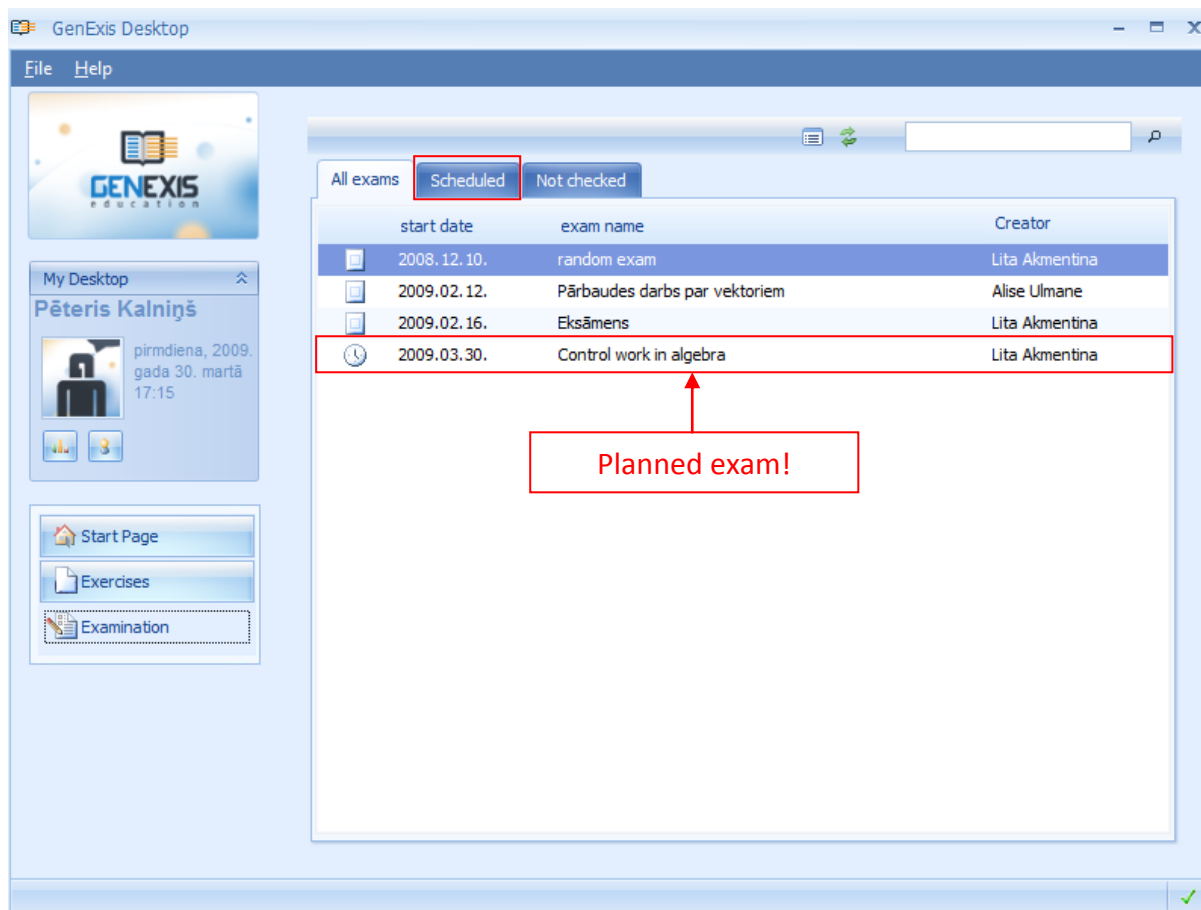 GenExis Desktop
File Help
GENEXIS
education
My Desktop
Pēteris Kalniņš
pirmdiena, 2009.
gada 30. martā
17:15
Start Page
Exercises
Examination
All exams Scheduled Not checked
start date exam name Creator
2008.12.10. random exam Lita Akmentina
2009.02.12. Pārbaudes darbs par vektoriem Alise Ulmane
2009.02.16. Eksāmens Lita Akmentina
2009.03.30. Control work in algebra Lita Akmentina
Planned exam!